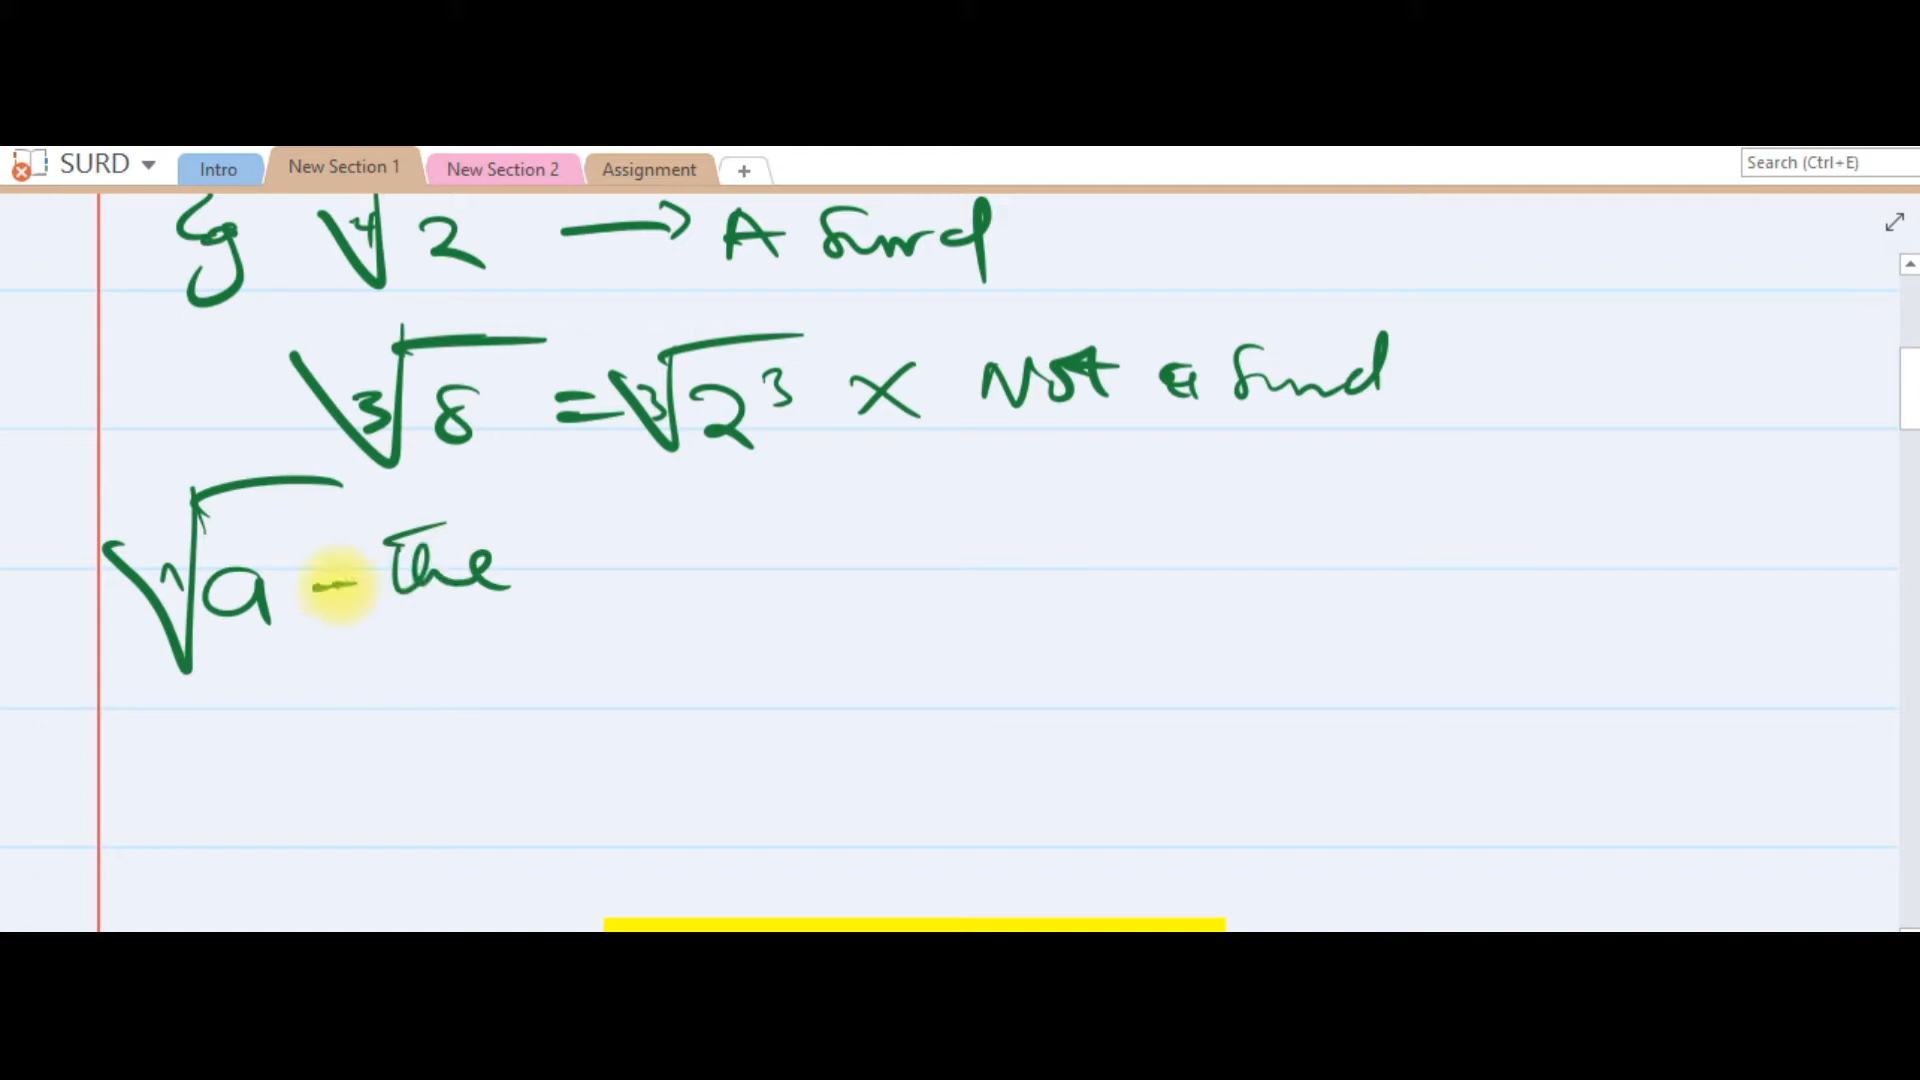 SURD Intro New Section 1 New Section 2 Assignment + Search (Ctrl+E)
Eg ∜2 → A Surd
∛8 = ∛2³ × Not a Surd
ⁿ√a - The